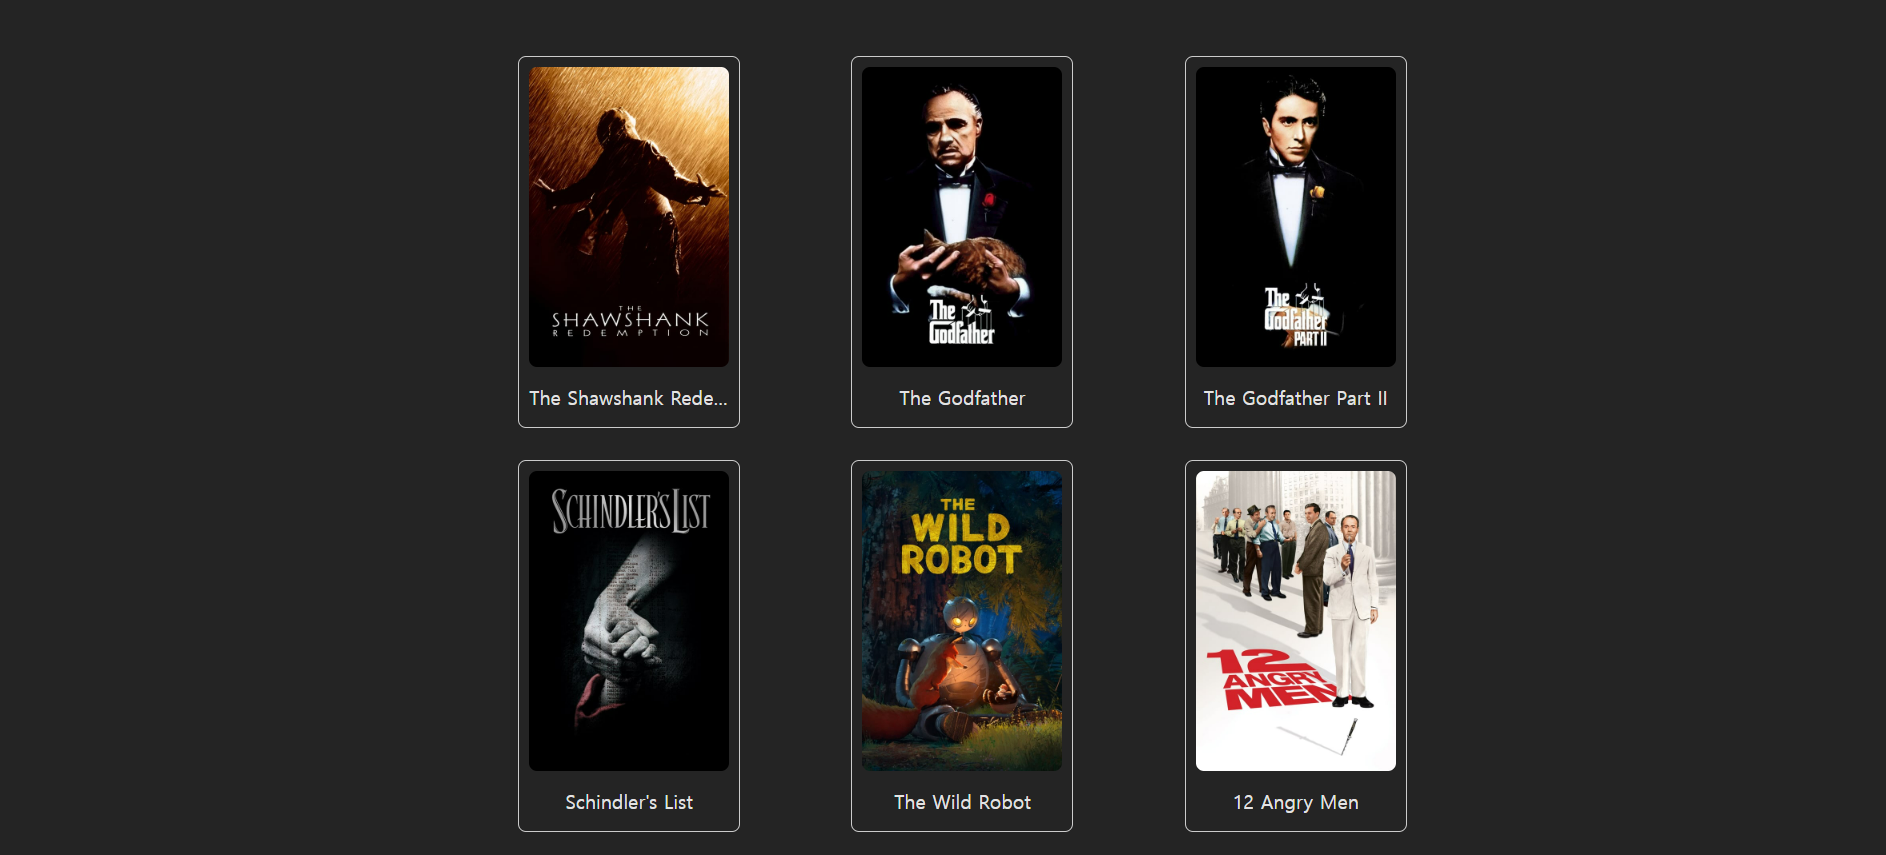 THE
SHAWSHANK
REDEMPTION
The Shawshank Rede...
The
Godfather
The Godfather
The
Godfather
PART II
The Godfather Part II
SCHINDLER'S LIST
Schindler's List
THE
WILD
ROBOT
The Wild Robot
12
ANGRY
MEN
12 Angry Men